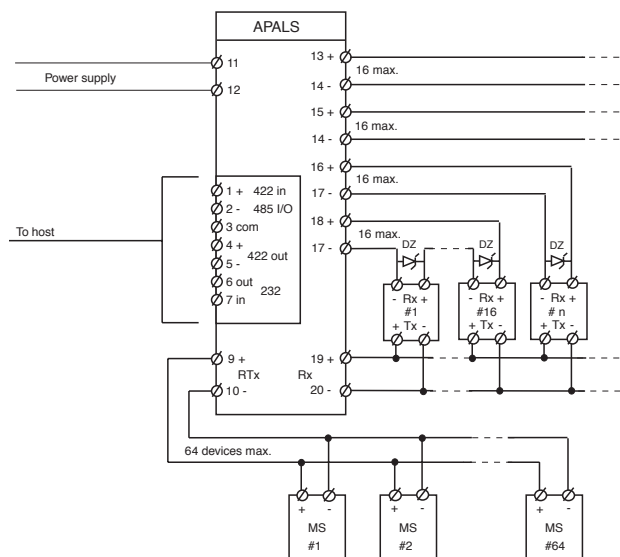 APALS
11
Power supply
12
13 +
16 max.
14 -
15 +
16 max.
14 -
16 +
16 max.
17 -
18 +
16 max.
17 -
1 + 422 in
2 - 485 I/O
3 com
4 +
422 out
5 -
6 out
232
7 in
To host
DZ
DZ
DZ
- Rx +
#1
+ Tx -
- Rx +
#16
+ Tx -
- Rx +
# n
+ Tx -
9 +
RTx
10 -
19 +
Rx
20 -
64 devices max.
+ -
MS
#1
+ -
MS
#2
+ -
MS
#64